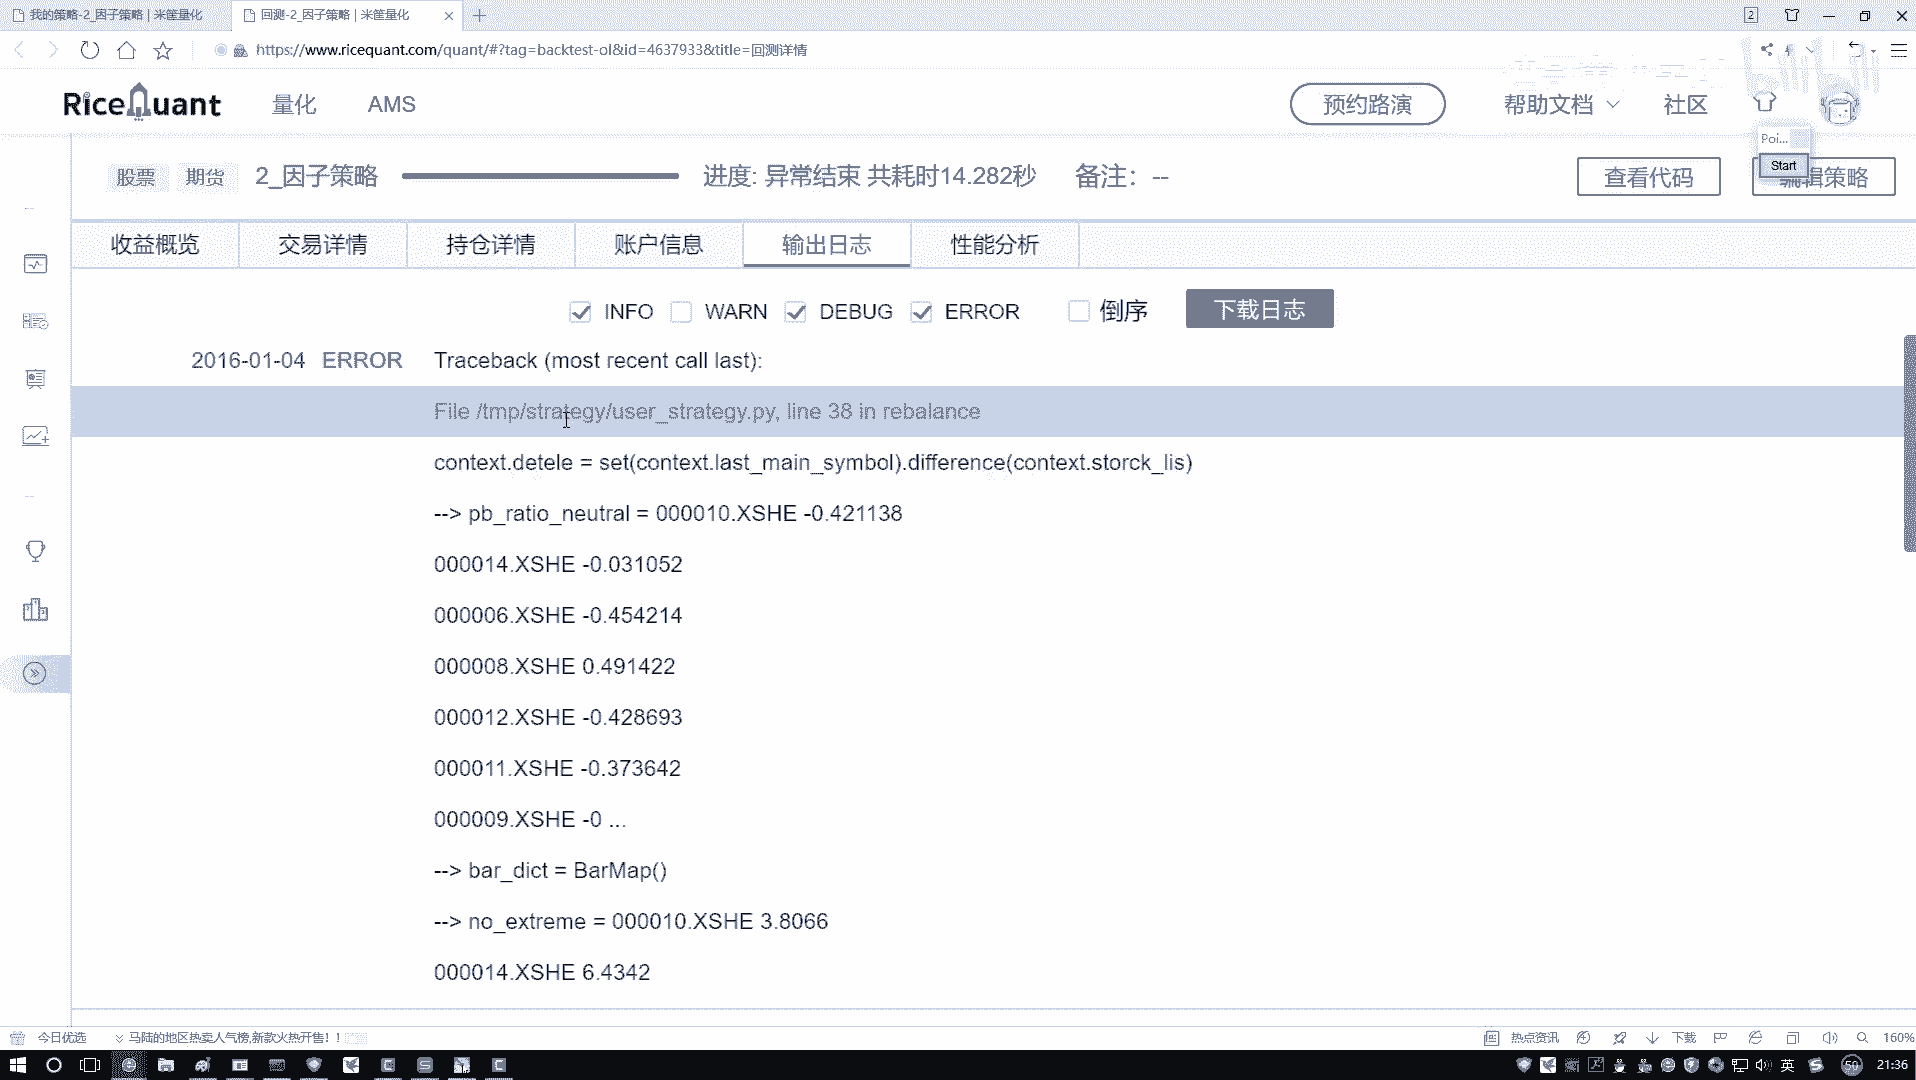 我的策略-2_因子策略 | 米筐量化
回测-2_因子策略 | 米筐量化
2
https://www.ricequant.com/quant/#?tag=backtest-ol&id=4637933&title=回测详情
RiceQuant
量化
AMS
预约路演
帮助文档
社区
Poi...
Start
股票
期货
2_因子策略
进度: 异常结束 共耗时14.282秒
备注： --
查看代码
编辑策略
收益概览
交易详情
持仓详情
账户信息
输出日志
性能分析
INFO
WARN
DEBUG
ERROR
倒序
下载日志
2016-01-04 ERROR Traceback (most recent call last):
File /tmp/strategy/user_strategy.py, line 38 in rebalance
context.detele = set(context.last_main_symbol).difference(context.storck_lis)
--> pb_ratio_neutral = 000010.XSHE -0.421138
000014.XSHE -0.031052
000006.XSHE -0.454214
000008.XSHE 0.491422
000012.XSHE -0.428693
000011.XSHE -0.373642
000009.XSHE -0 ...
--> bar_dict = BarMap()
--> no_extreme = 000010.XSHE 3.8066
000014.XSHE 6.4342
今日优选
马陆的地区热卖人气榜,新款火热开售！!
热点资讯
下载
160%
英
50
21:36